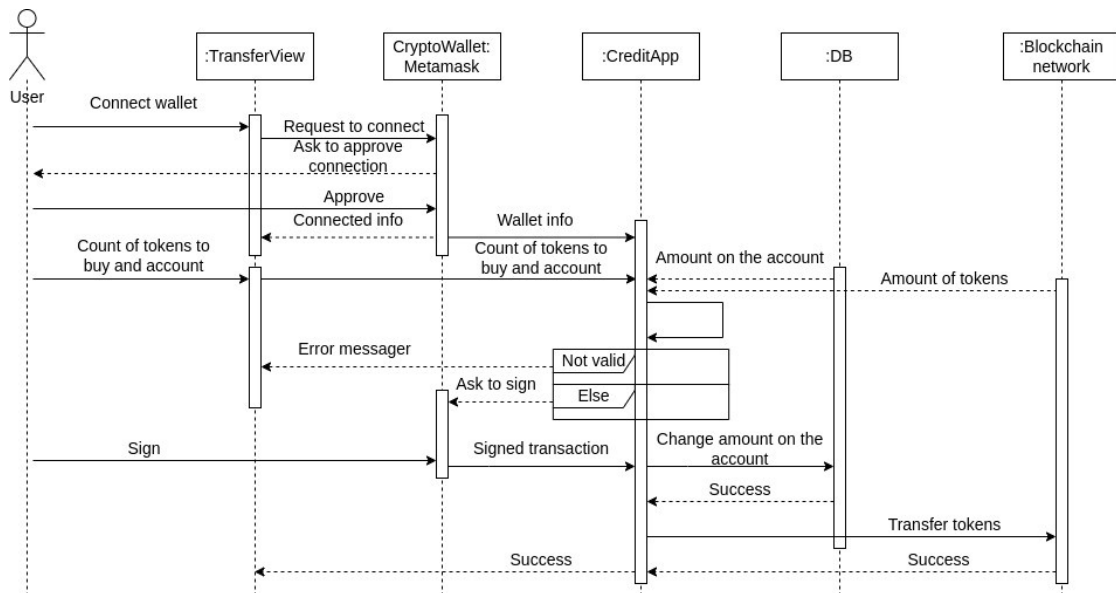 :TransferView
CryptoWallet:
Metamask
:CreditApp
:DB
:Blockchain
network
User
Connect wallet
Request to connect
Ask to approve
connection
Approve
Connected info
Wallet info
Count of tokens to
buy and account
Count of tokens to
buy and account
Amount on the account
Amount of tokens
Error messager
Not valid
Ask to sign
Else
Sign
Signed transaction
Change amount on the
account
Success
Transfer tokens
Success
Success